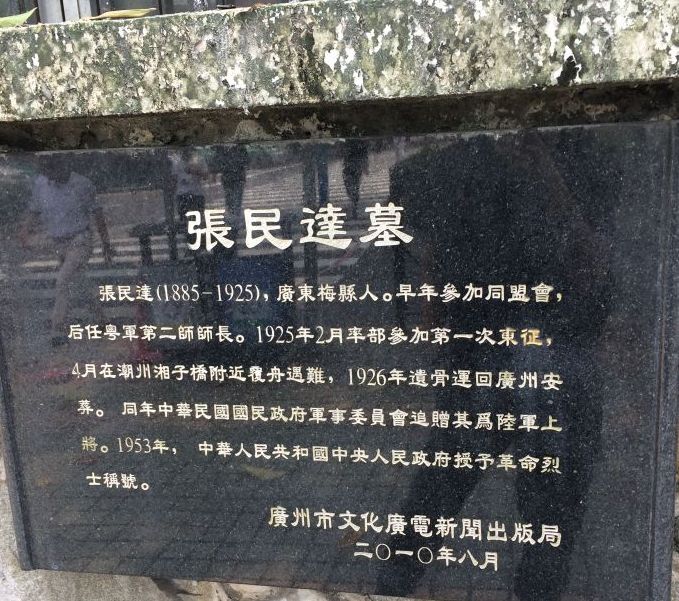 張民達墓
張民達(1885-1925)，廣東梅縣人。早年參加同盟會，
后任粵軍第二師師長。1925年2月率部參加第一次東征，
4月在潮州湘子橋附近覆舟遇難，1926年遺骨運回廣州安
葬。同年中華民國國民政府軍事委員會追贈其爲陸軍上
將。1953年，中華人民共和國中央人民政府授予革命烈
士稱號。
廣州市文化廣電新聞出版局
二〇一〇年八月